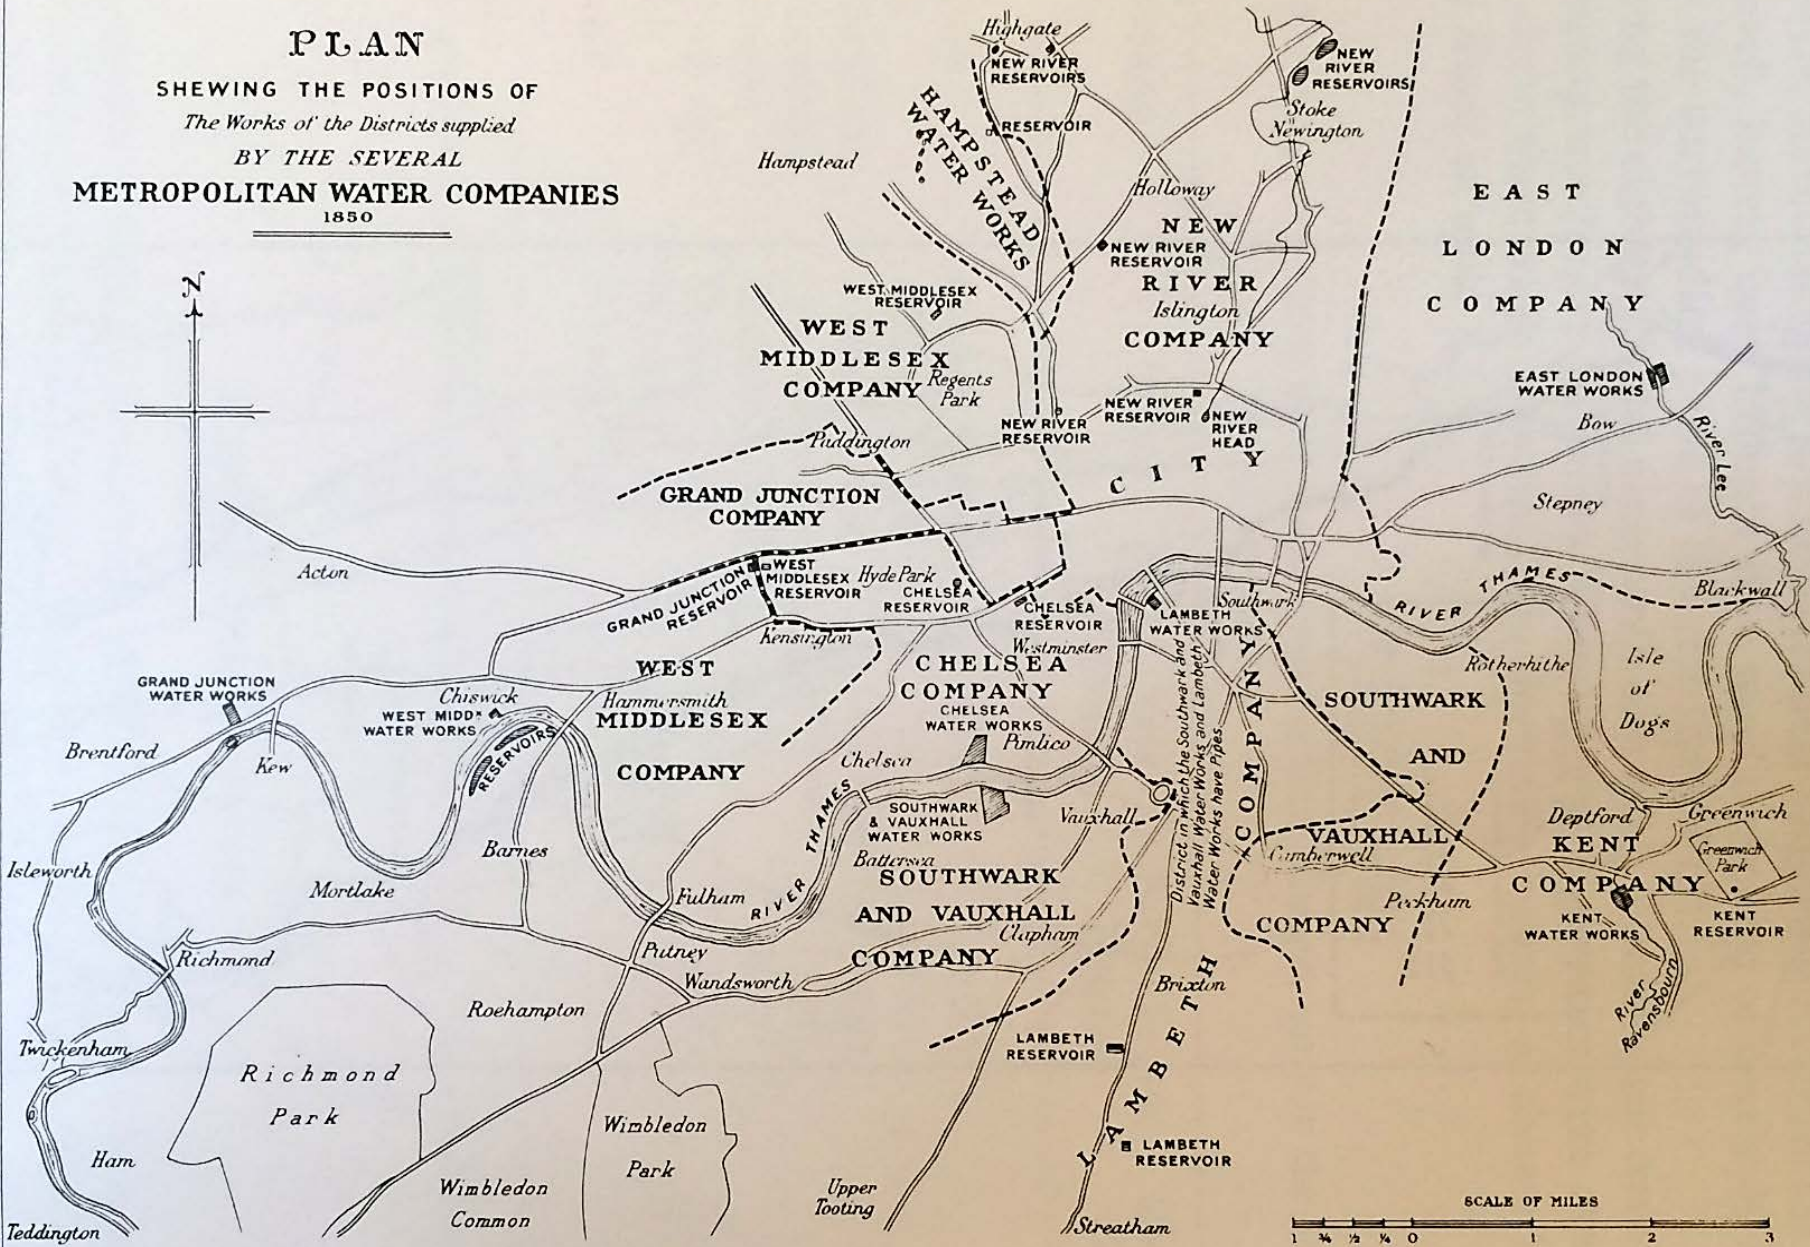 PLAN
SHEWING THE POSITIONS OF
The Works of the Districts supplied
BY THE SEVERAL
METROPOLITAN WATER COMPANIES
1850
N
Highgate
NEW RIVER
RESERVOIRS
NEW
RIVER
RESERVOIRS
Stoke
Newington
HAMPSTEAD
WATER WORKS
RESERVOIR
Hampstead
Holloway
NEW
RIVER
Islington
COMPANY
NEW RIVER
RESERVOIR
EAST
LONDON
COMPANY
WEST MIDDLESEX
RESERVOIR
WEST
MIDDLESEX
COMPANY
Regents
Park
NEW RIVER
RESERVOIR
NEW RIVER
RESERVOIR
NEW
RIVER
HEAD
EAST LONDON
WATER WORKS
Bow
River Lee
Paddington
CITY
GRAND JUNCTION
COMPANY
Stepney
Acton
GRAND JUNCTION
RESERVOIR
WEST
MIDDLESEX
RESERVOIR
Hyde Park
CHELSEA
RESERVOIR
CHELSEA
RESERVOIR
LAMBETH
WATER WORKS
Southwark
RIVER THAMES
Blackwall
Kensington
Westminster
WEST
MIDDLESEX
COMPANY
CHELSEA
COMPANY
CHELSEA
WATER WORKS
Pimlico
GRAND JUNCTION
WATER WORKS
Chiswick
WEST MIDDX
WATER WORKS
RESERVOIRS
Hammersmith
Rotherhithe
Isle
of
Dogs
SOUTHWARK
AND
VAUXHALL
COMPANY
Brentford
Kew
Chelsea
RIVER THAMES
SOUTHWARK
& VAUXHALL
WATER WORKS
Vauxhall
District in which the Southwark and
Vauxhall Water Works and Lambeth
Water Works have Pipes
LAMBETH COMPANY
Deptford
Greenwich
KENT
COMPANY
Greenwich
Park
Camberwell
Peckham
KENT
WATER WORKS
KENT
RESERVOIR
River
Ravensbourn
Isleworth
Barnes
Mortlake
Battersea
SOUTHWARK
AND VAUXHALL
COMPANY
Clapham
Fulham
Putney
Wandsworth
Richmond
Roehampton
Brixton
Twickenham
Richmond
Park
LAMBETH
RESERVOIR
Wimbledon
Park
LAMBETH
RESERVOIR
Ham
Wimbledon
Common
Upper
Tooting
Streatham
Teddington
SCALE OF MILES
1 ¾ ½ ¼ 0 1 2 3